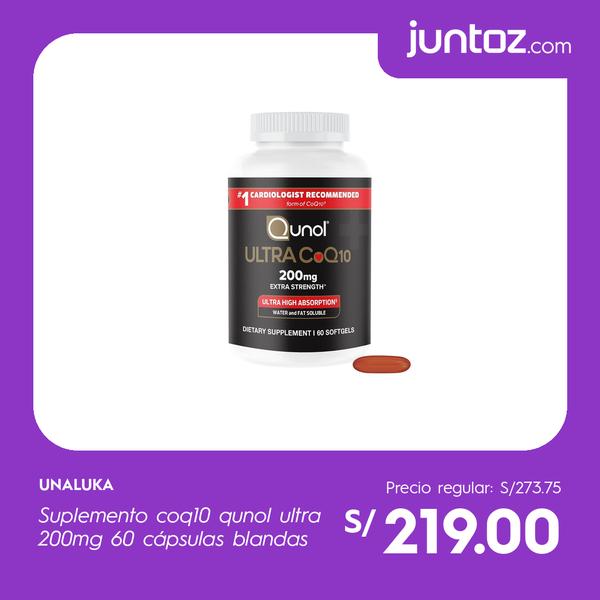 juntoz.com
#1 CARDIOLOGIST RECOMMENDED
form of CoQ10†
Qunol®
ULTRA CoQ10
200mg
EXTRA STRENGTH*
ULTRA HIGH ABSORPTION‡
WATER and FAT SOLUBLE
DIETARY SUPPLEMENT | 60 SOFTGELS
UNALUKA
Suplemento coq10 qunol ultra
200mg 60 cápsulas blandas
Precio regular: S/273.75
S/219.00